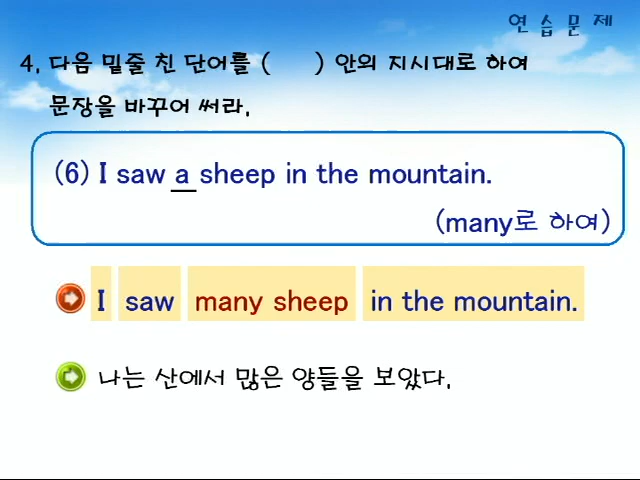 연습문제
4. 다음 밑줄 친 단어를 (    ) 안의 지시대로 하여
문장을 바꾸어 써라.
(6) I saw a sheep in the mountain.
(many로 하여)
I saw many sheep in the mountain.
나는 산에서 많은 양들을 보았다.